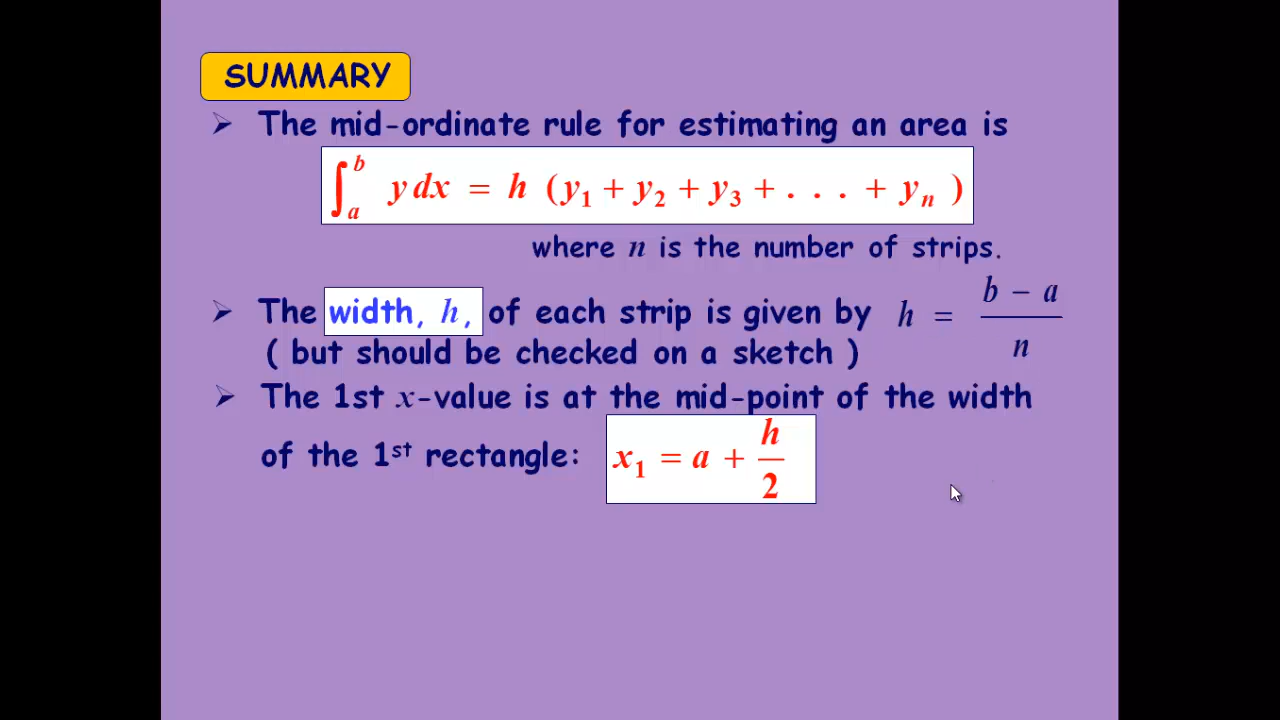 SUMMARY
➢ The mid-ordinate rule for estimating an area is
∫ₐᵇ y dx = h (y₁ + y₂ + y₃ + . . . + yₙ )
where n is the number of strips.
➢ The width, h, of each strip is given by h = (b − a)/n
( but should be checked on a sketch )
➢ The 1st x-value is at the mid-point of the width
of the 1ˢᵗ rectangle: x₁ = a + h/2